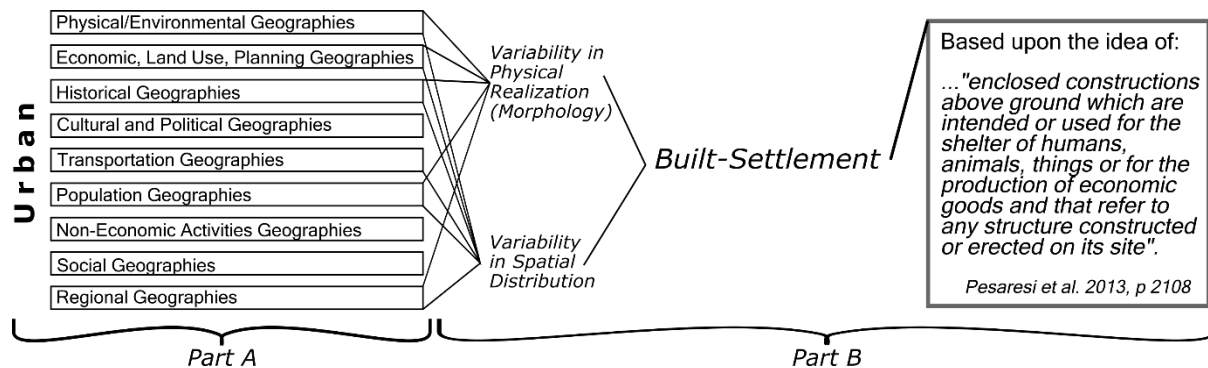 Urban
Physical/Environmental Geographies
Economic, Land Use, Planning Geographies
Historical Geographies
Cultural and Political Geographies
Transportation Geographies
Population Geographies
Non-Economic Activities Geographies
Social Geographies
Regional Geographies
Part A
Variability in
Physical
Realization
(Morphology)
Variability
in Spatial
Distribution
Built-Settlement
Based upon the idea of:
..."enclosed constructions
above ground which are
intended or used for the
shelter of humans,
animals, things or for the
production of economic
goods and that refer to
any structure constructed
or erected on its site".
Pesaresi et al. 2013, p 2108
Part B